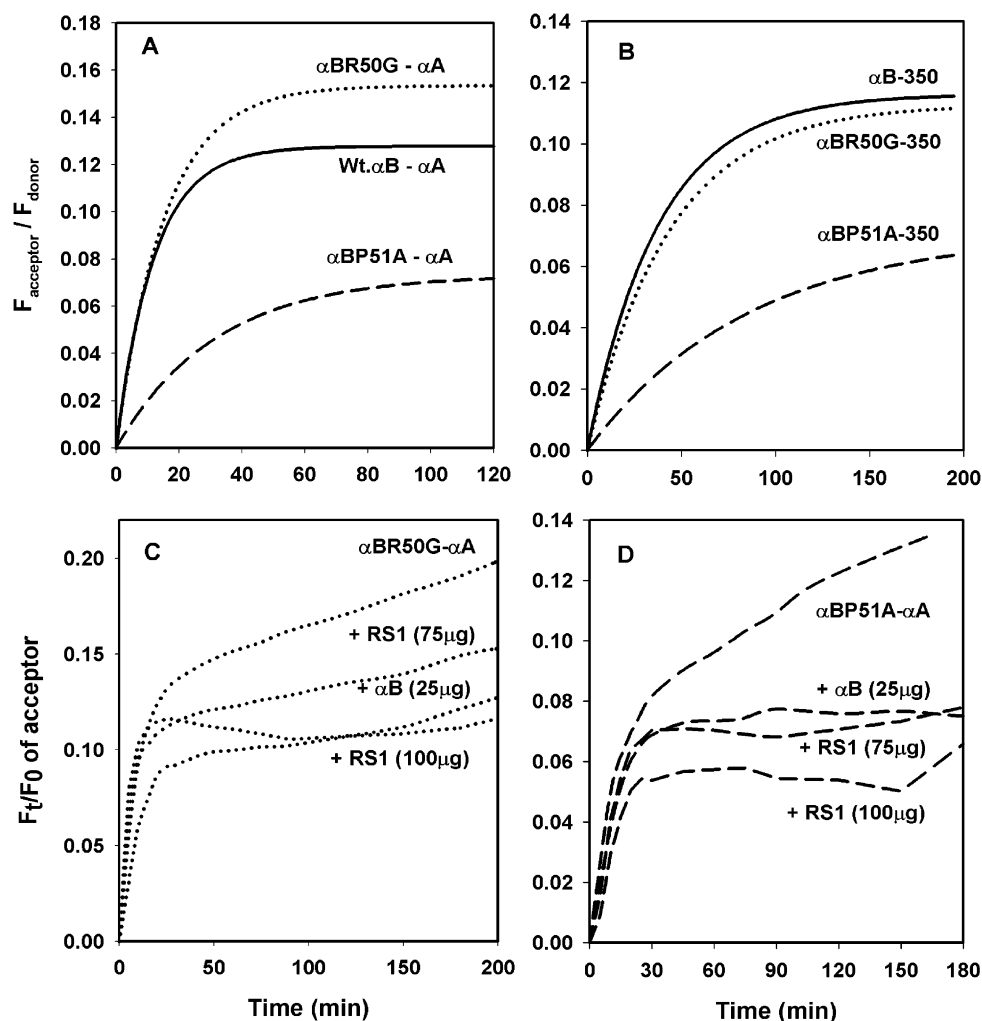 A
0.18
0.16
0.14
0.12
0.10
0.08
0.06
0.04
0.02
0.00
F acceptor / F donor
αBR50G - αA
Wt.αB - αA
αBP51A - αA
0 20 40 60 80 100 120
B
0.14
0.12
0.10
0.08
0.06
0.04
0.02
0.00
αB-350
αBR50G-350
αBP51A-350
0 50 100 150 200
C
0.20
0.15
0.10
0.05
0.00
Ft/F0 of acceptor
αBR50G-αA
+ RS1 (75μg)
+ αB (25μg)
+ RS1 (100μg)
0 50 100 150 200
Time (min)
D
0.14
0.12
0.10
0.08
0.06
0.04
0.02
0.00
αBP51A-αA
+ αB (25μg)
+ RS1 (75μg)
+ RS1 (100μg)
0 30 60 90 120 150 180
Time (min)